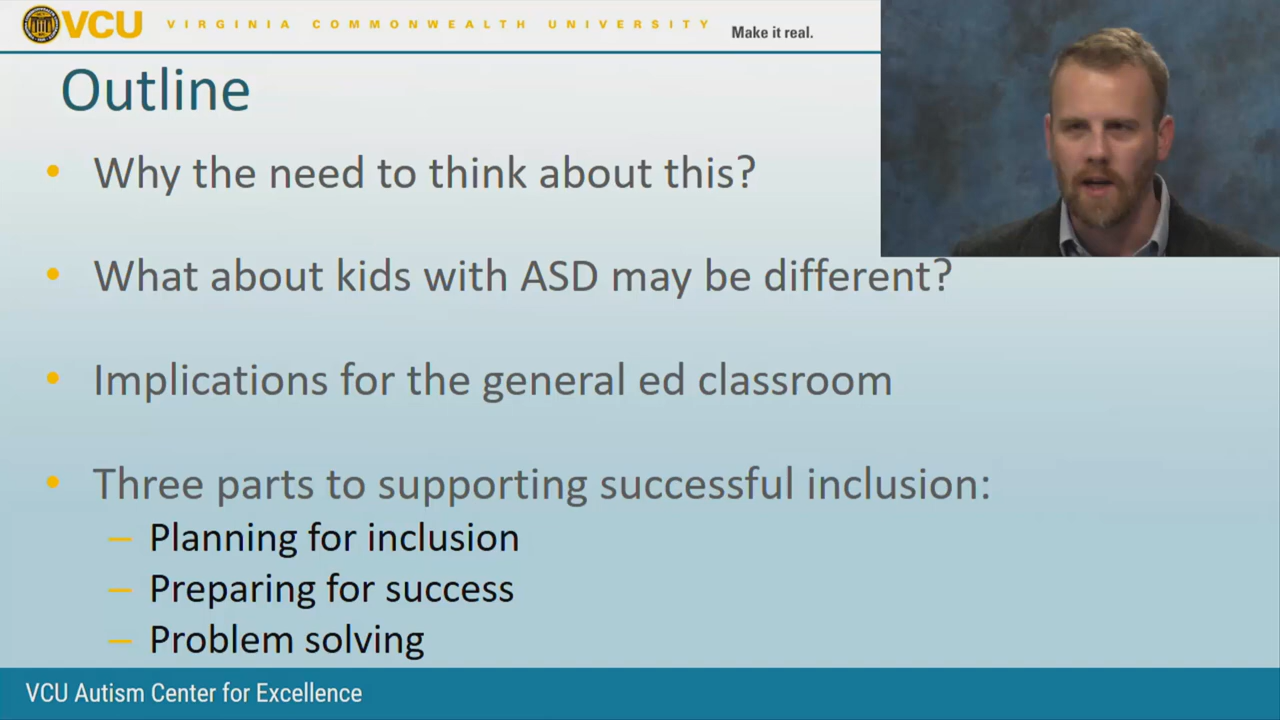 VCU VIRGINIA COMMONWEALTH UNIVERSITY Make it real.
Outline
• Why the need to think about this?
• What about kids with ASD may be different?
• Implications for the general ed classroom
• Three parts to supporting successful inclusion:
– Planning for inclusion
– Preparing for success
– Problem solving
VCU Autism Center for Excellence